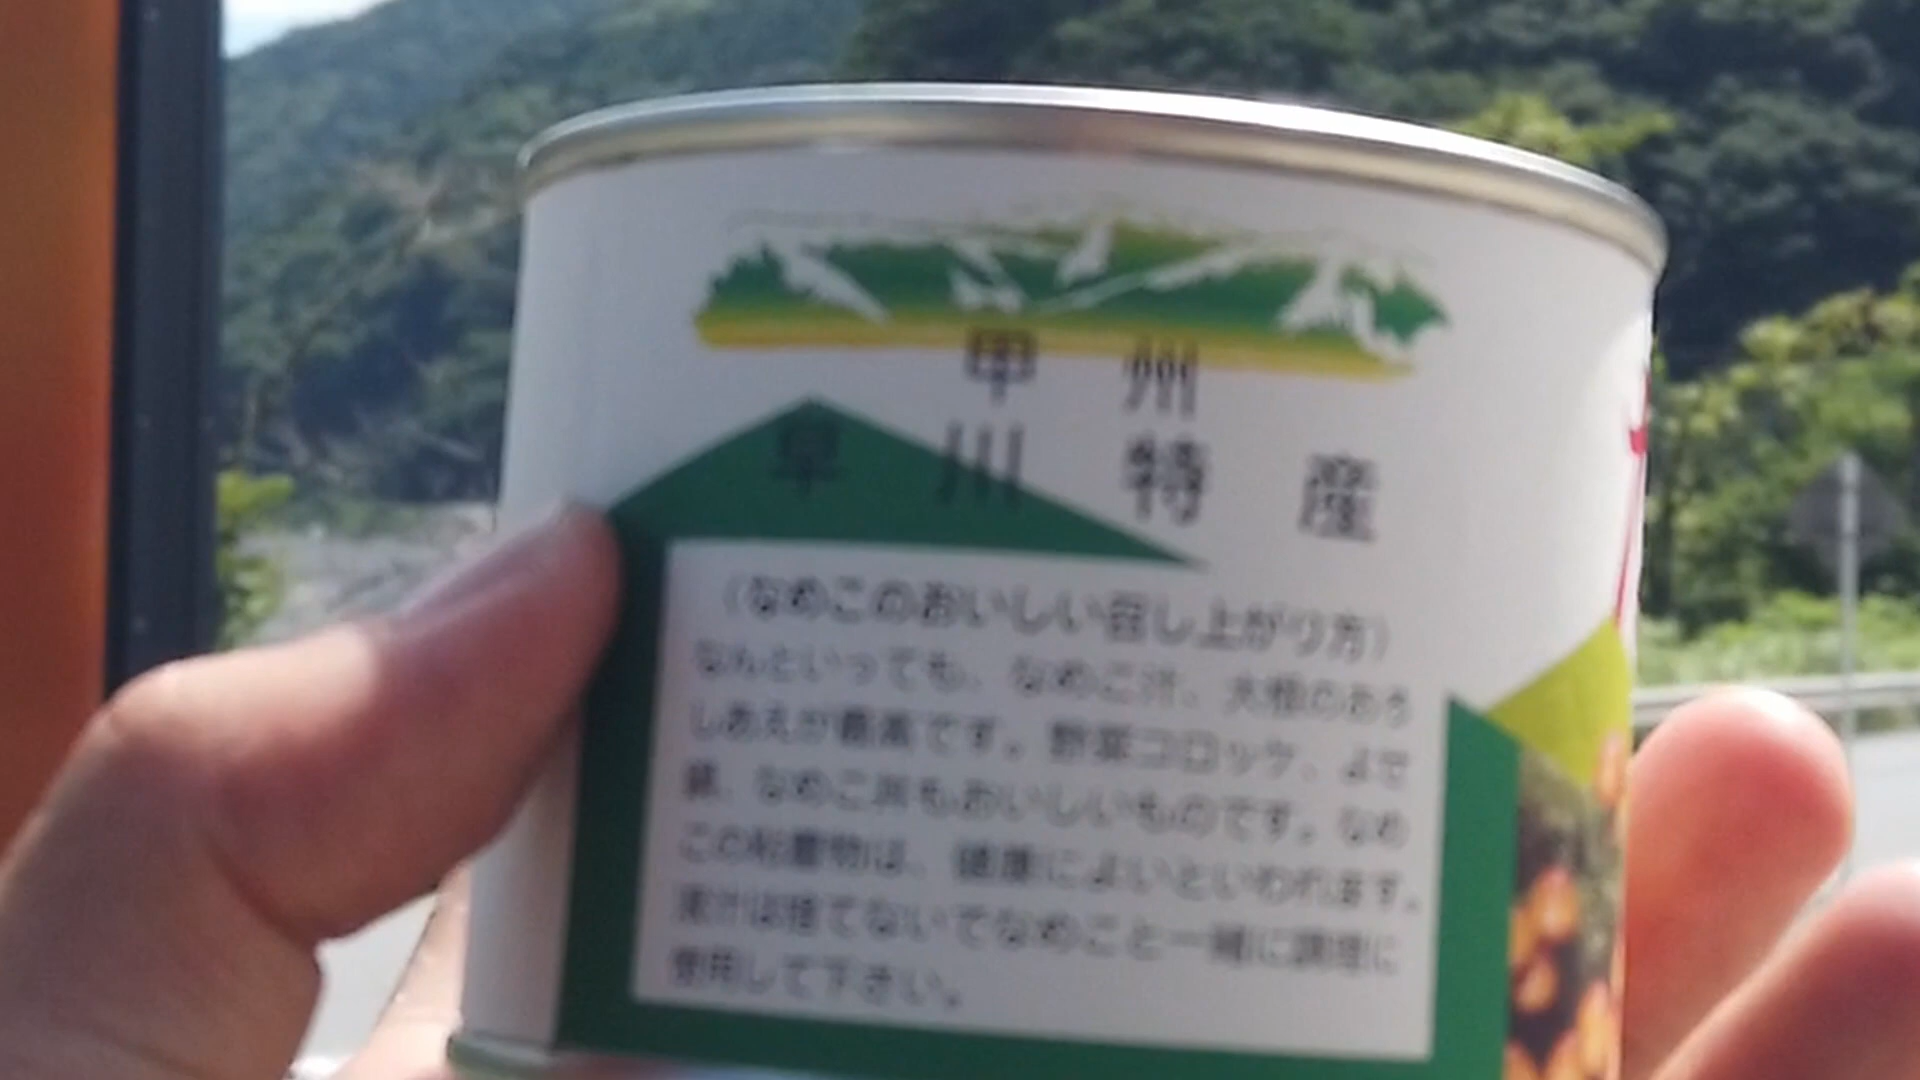 甲州
早川特産
（なめこのおいしい召し上がり方）
なんといっても、なめこ汁、大根のおろ
しあえが最高です。野菜コロッケ、よせ
鍋、なめこ丼もおいしいものです。なめ
この粘着物は、健康によいといわれます。
実汁は捨てないでなめこと一緒に調理に
使用して下さい。